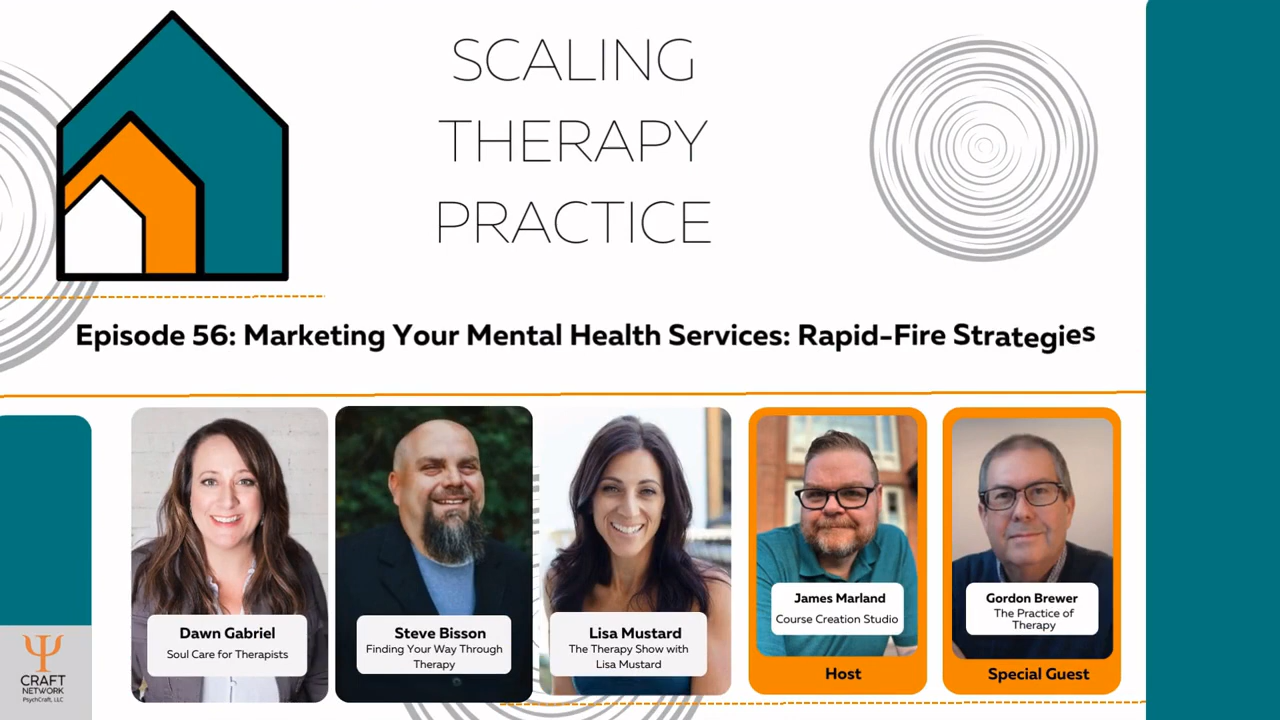 SCALING
THERAPY
PRACTICE
Episode 56: Marketing Your Mental Health Services: Rapid-Fire Strategies
Dawn Gabriel
Soul Care for Therapists
Steve Bisson
Finding Your Way Through
Therapy
Lisa Mustard
The Therapy Show with
Lisa Mustard
James Marland
Course Creation Studio
Host
Gordon Brewer
The Practice of
Therapy
Special Guest
CRAFT
NETWORK
PsychCraft, LLC